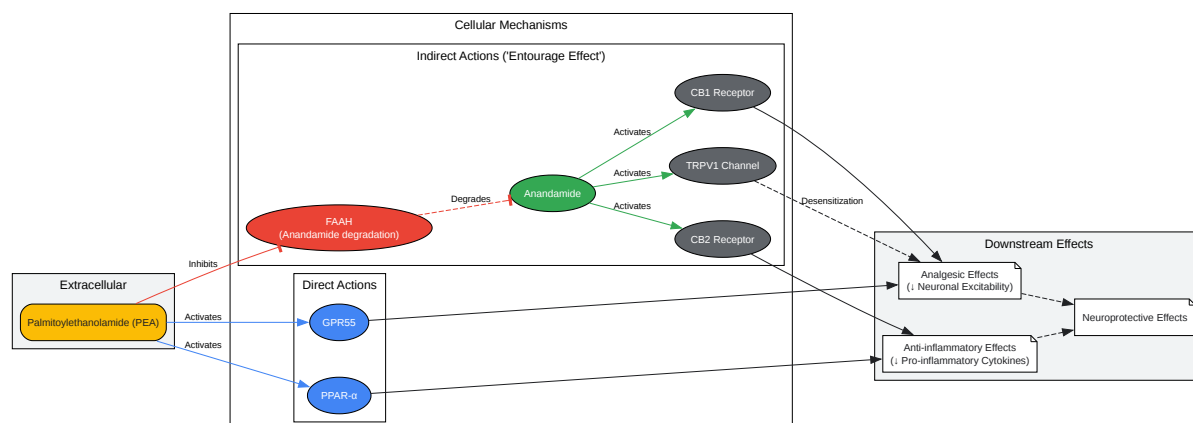 Cellular Mechanisms
Indirect Actions ('Entourage Effect')
CB1 Receptor
Activates
TRPV1 Channel
Activates
Anandamide
Degrades
Activates
Desensitization
FAAH
(Anandamide degradation)
CB2 Receptor
Inhibits
Extracellular
Palmitoylethanolamide (PEA)
Activates
Activates
Direct Actions
GPR55
PPAR-α
Downstream Effects
Analgesic Effects
(↓ Neuronal Excitability)
Neuroprotective Effects
Anti-inflammatory Effects
(↓ Pro-inflammatory Cytokines)